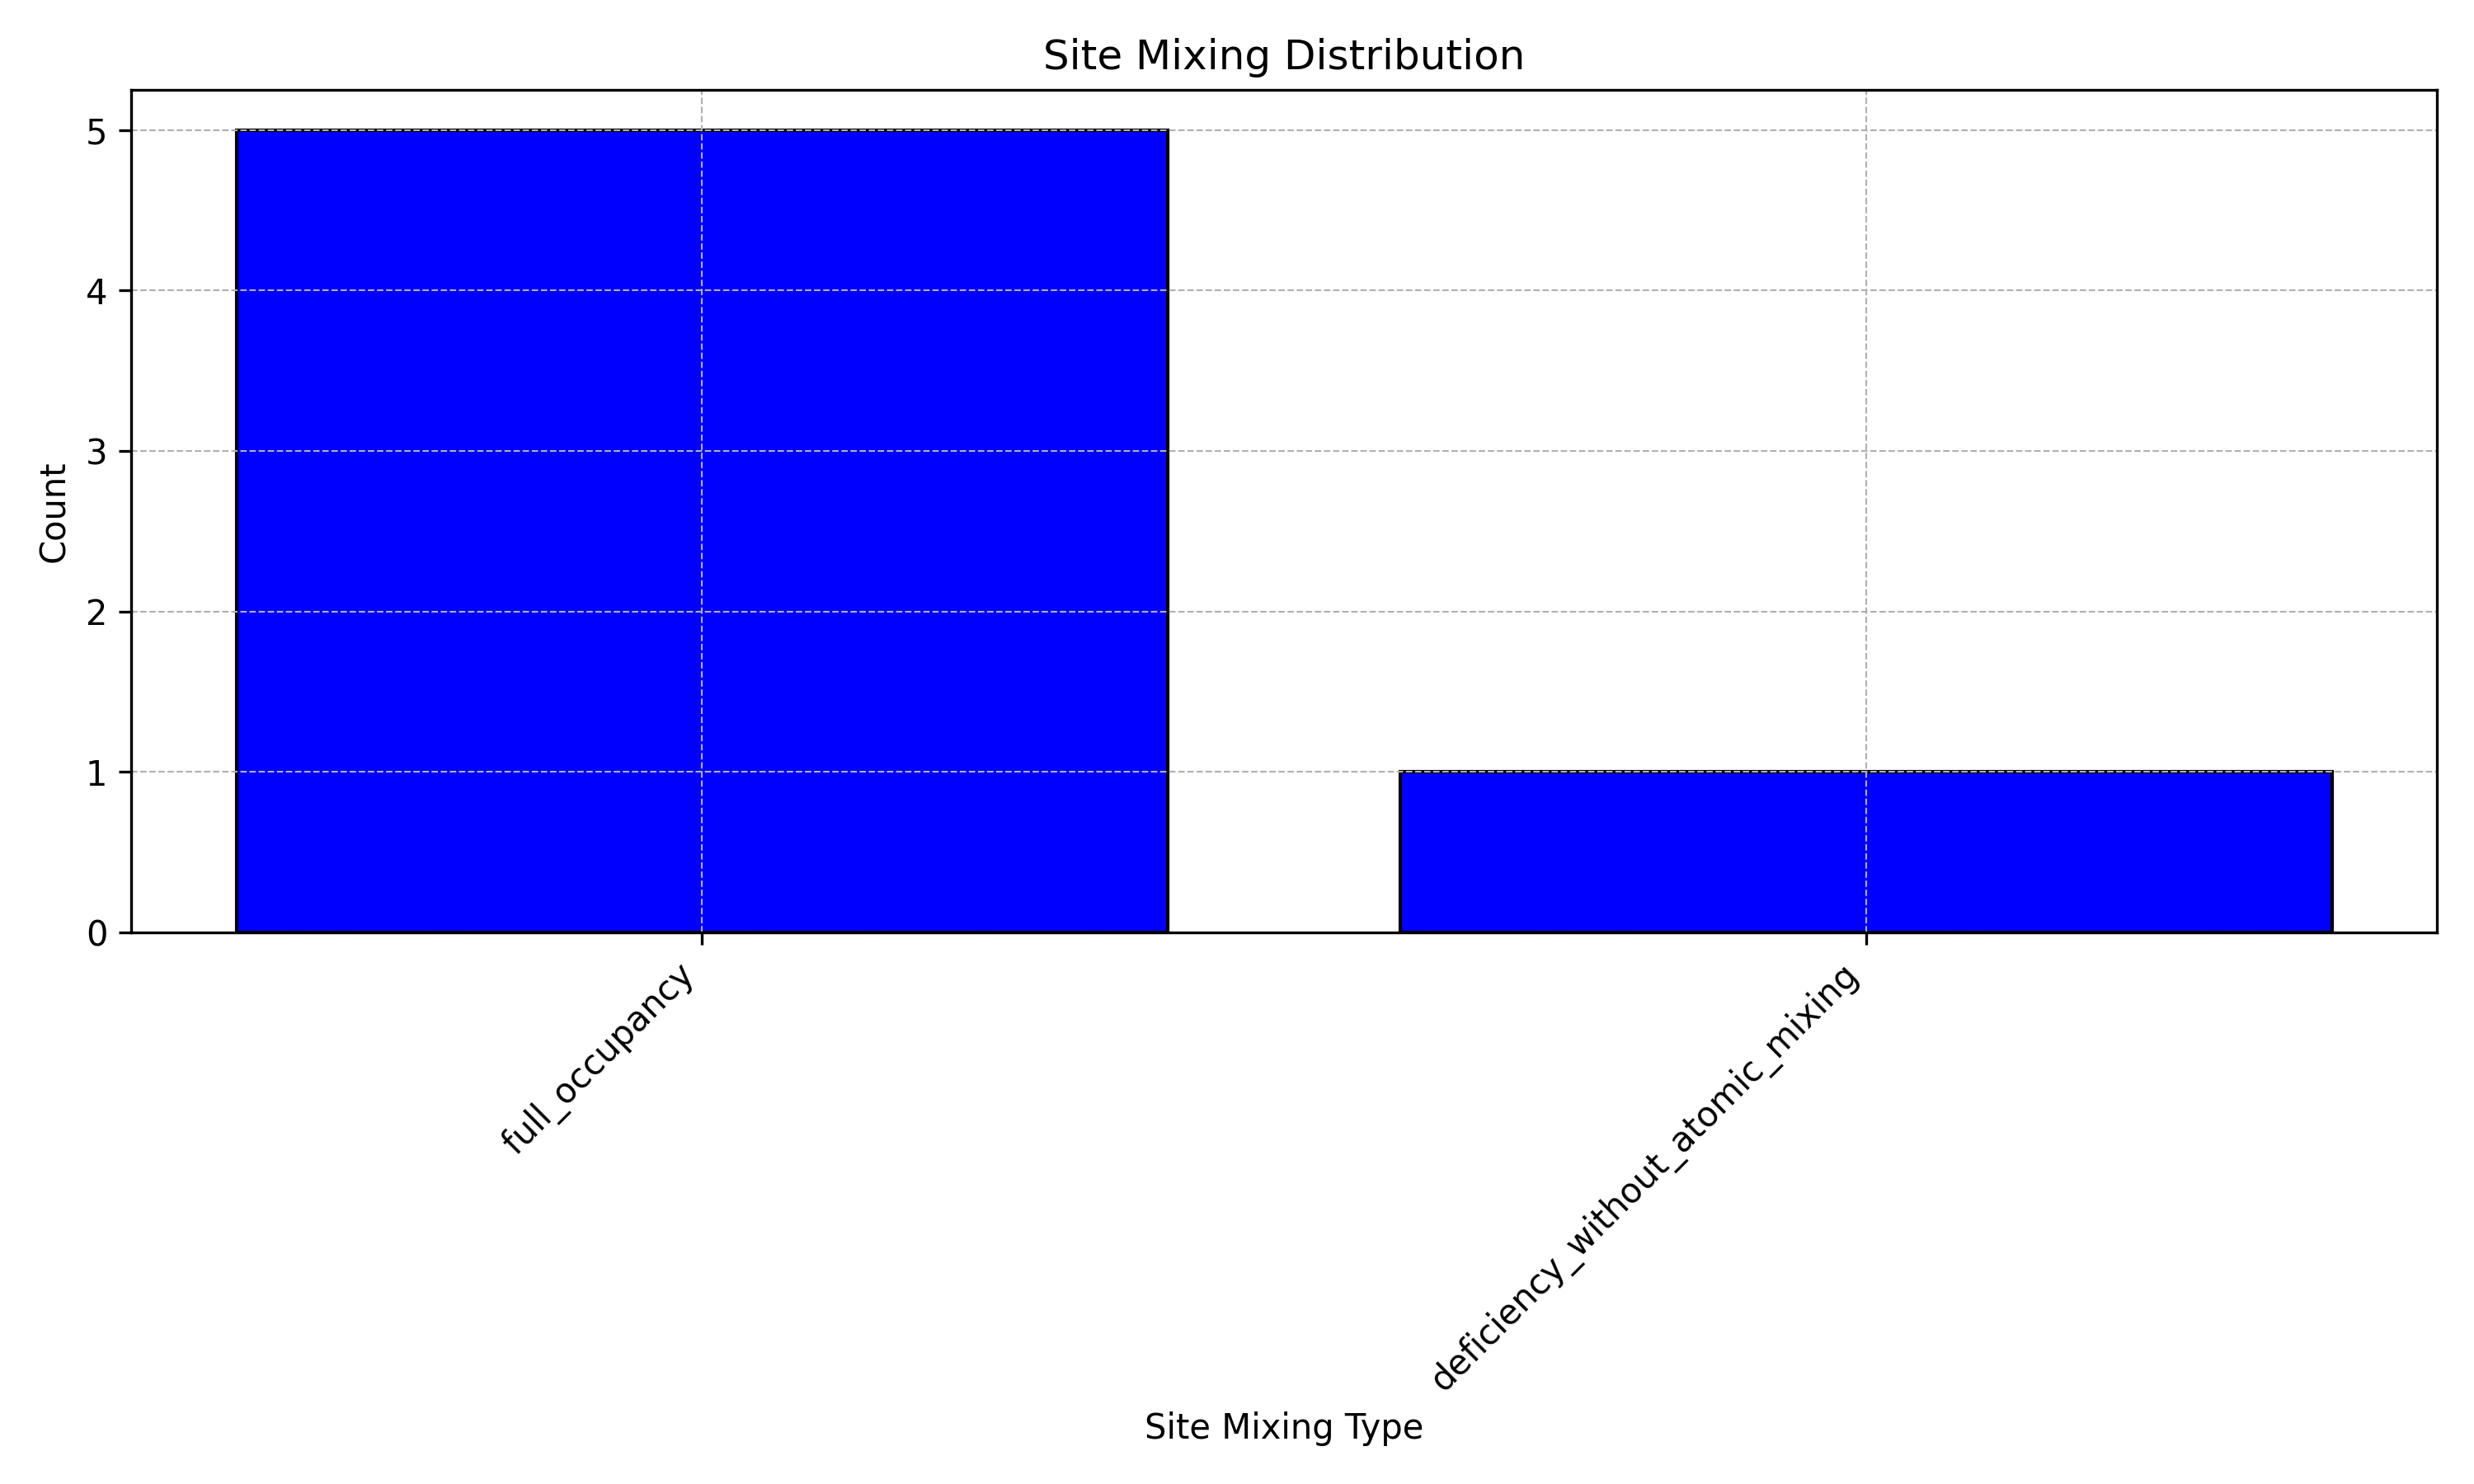 Site Mixing Distribution
Count
5
4
3
2
1
0
full_occupancy
deficiency_without_atomic_mixing
Site Mixing Type